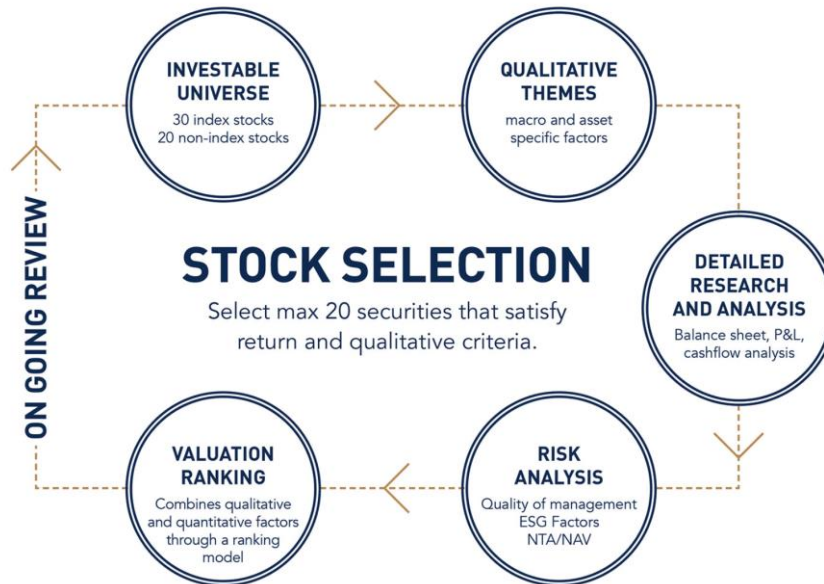 INVESTABLE
UNIVERSE
30 index stocks
20 non-index stocks
QUALITATIVE
THEMES
macro and asset
specific factors
DETAILED
RESEARCH
AND ANALYSIS
Balance sheet, P&L,
cashflow analysis
RISK
ANALYSIS
Quality of management
ESG Factors
NTA/NAV
VALUATION
RANKING
Combines qualitative
and quantitative factors
through a ranking
model
ON GOING REVIEW
STOCK SELECTION
Select max 20 securities that satisfy
return and qualitative criteria.